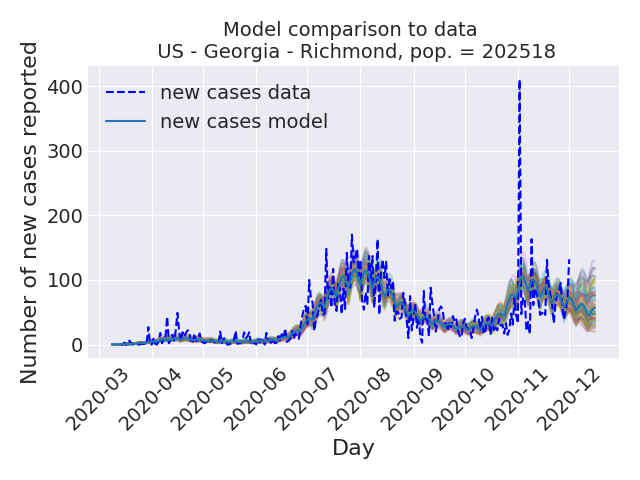 Model comparison to data
US - Georgia - Richmond, pop. = 202518
Number of new cases reported
400
300
200
100
0
new cases data
new cases model
2020-03
2020-04
2020-05
2020-06
2020-07
2020-08
2020-09
2020-10
2020-11
2020-12
Day